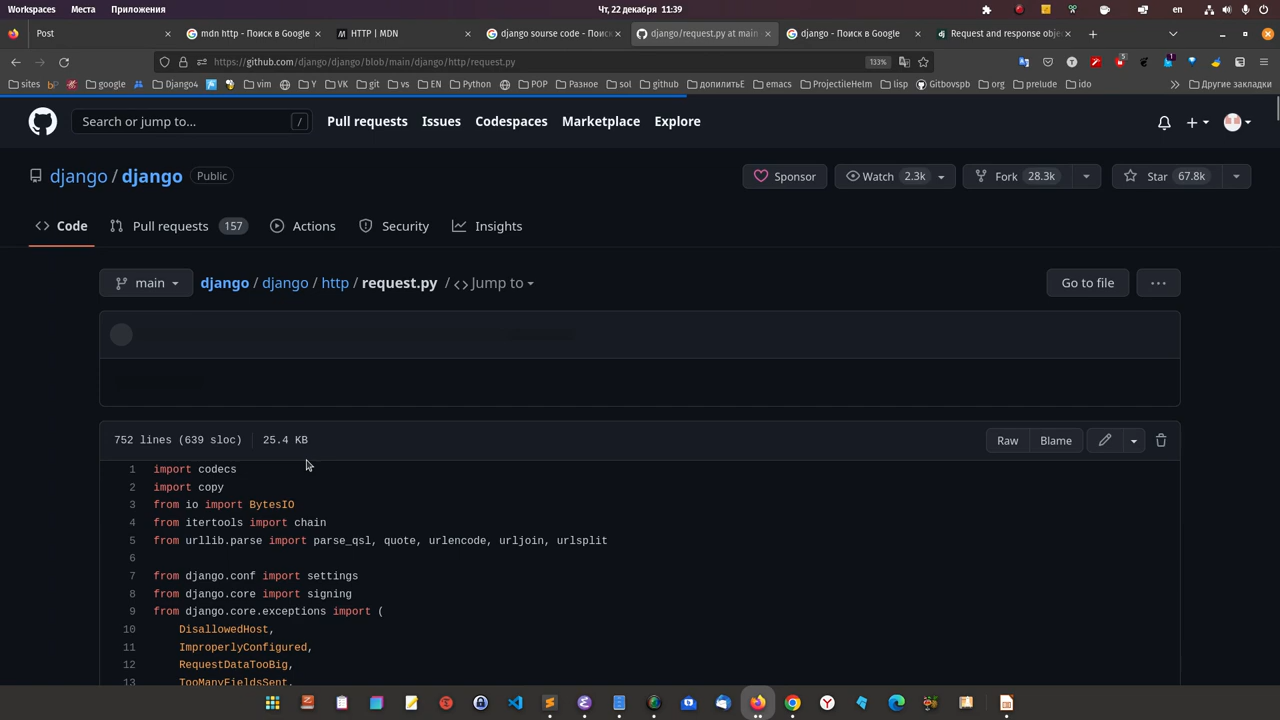 Workspaces Места Приложения Чт, 22 декабря 11:39 en
Post mdn http - Поиск в Google HTTP | MDN django sourse code - Поис django/request.py at main django - Поиск в Google Request and response obje
https://github.com/django/django/blob/main/django/http/request.py 133%
sites google Django4 vim Y VK git vs EN Python POP Разное sol github допилитьE emacs ProjectileHelm lisp Gitbovspb org prelude ido Другие закладки
Search or jump to... / Pull requests Issues Codespaces Marketplace Explore
django / django Public Sponsor Watch 2.3k Fork 28.3k Star 67.8k
Code Pull requests 157 Actions Security Insights
main django / django / http / request.py / <> Jump to Go to file ...
752 lines (639 sloc) 25.4 KB Raw Blame
1 import codecs
2 import copy
3 from io import BytesIO
4 from itertools import chain
5 from urllib.parse import parse_qsl, quote, urlencode, urljoin, urlsplit
6
7 from django.conf import settings
8 from django.core import signing
9 from django.core.exceptions import (
10 DisallowedHost,
11 ImproperlyConfigured,
12 RequestDataTooBig,
13 TooManyFieldsSent,